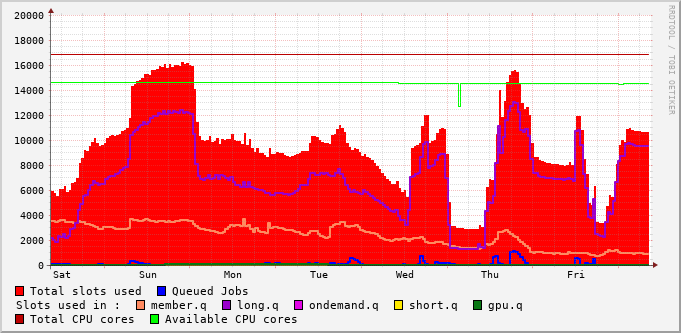 20000
18000
16000
14000
12000
10000
8000
6000
4000
2000
0
Sat Sun Mon Tue Wed Thu Fri
RRDTOOL / TOBI OETIKER
Total slots used Queued Jobs
Slots used in : member.q long.q ondemand.q short.q gpu.q
Total CPU cores Available CPU cores